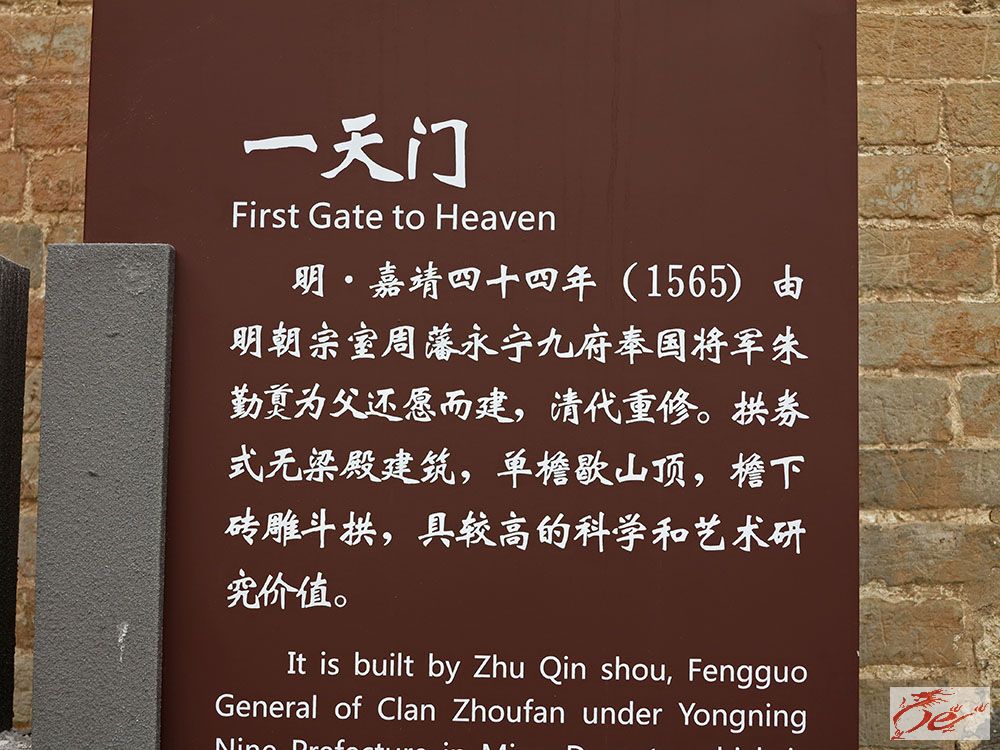 一天门
First Gate to Heaven
明·嘉靖四十四年（1565）由
明朝宗室周藩永宁九府奉国将军朱
勤为父还愿而建，清代重修。拱券
式无梁殿建筑，单檐歇山顶，檐下
砖雕斗拱，具较高的科学和艺术研
究价值。
It is built by Zhu Qin shou, Fengguo
General of Clan Zhoufan under Yongning
Nine Prefecture in Ming